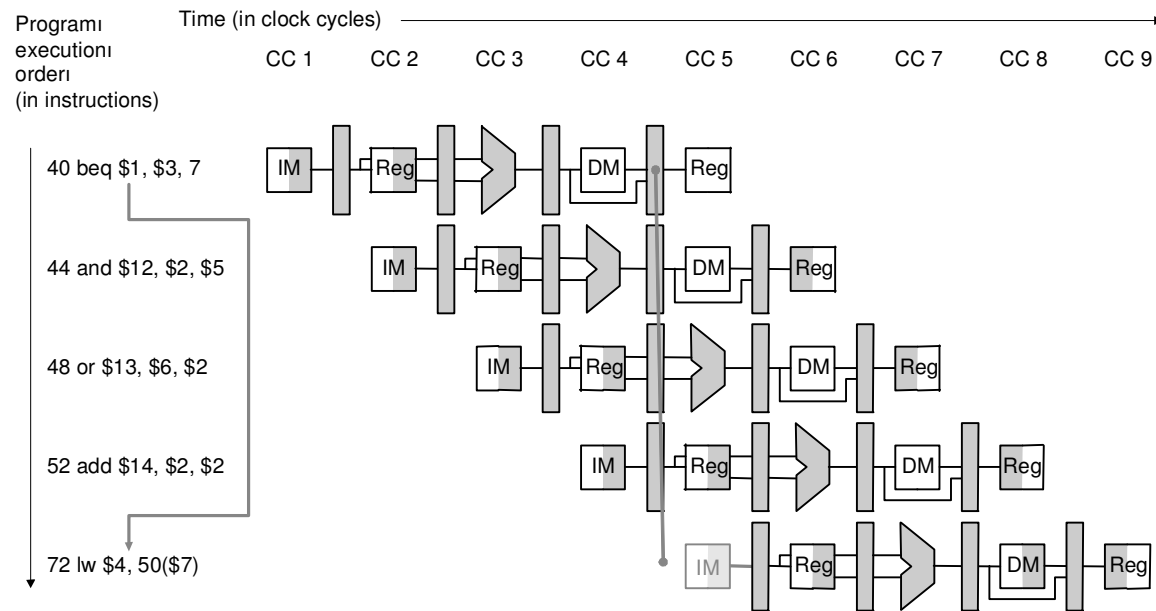 Time (in clock cycles)
Programı
executionı
orderı
(in instructions)
CC 1 CC 2 CC 3 CC 4 CC 5 CC 6 CC 7 CC 8 CC 9
40 beq $1, $3, 7 IM Reg DM Reg
44 and $12, $2, $5 IM Reg DM Reg
48 or $13, $6, $2 IM Reg DM Reg
52 add $14, $2, $2 IM Reg DM Reg
72 lw $4, 50($7) IM Reg DM Reg